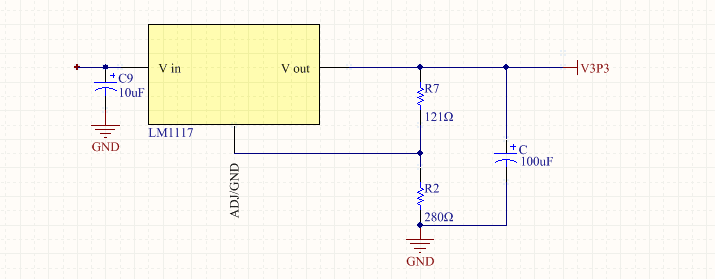 C9
10uF
GND
V in
V out
LM1117
ADJ/GND
R7
121Ω
R2
280Ω
GND
C
100uF
V3P3